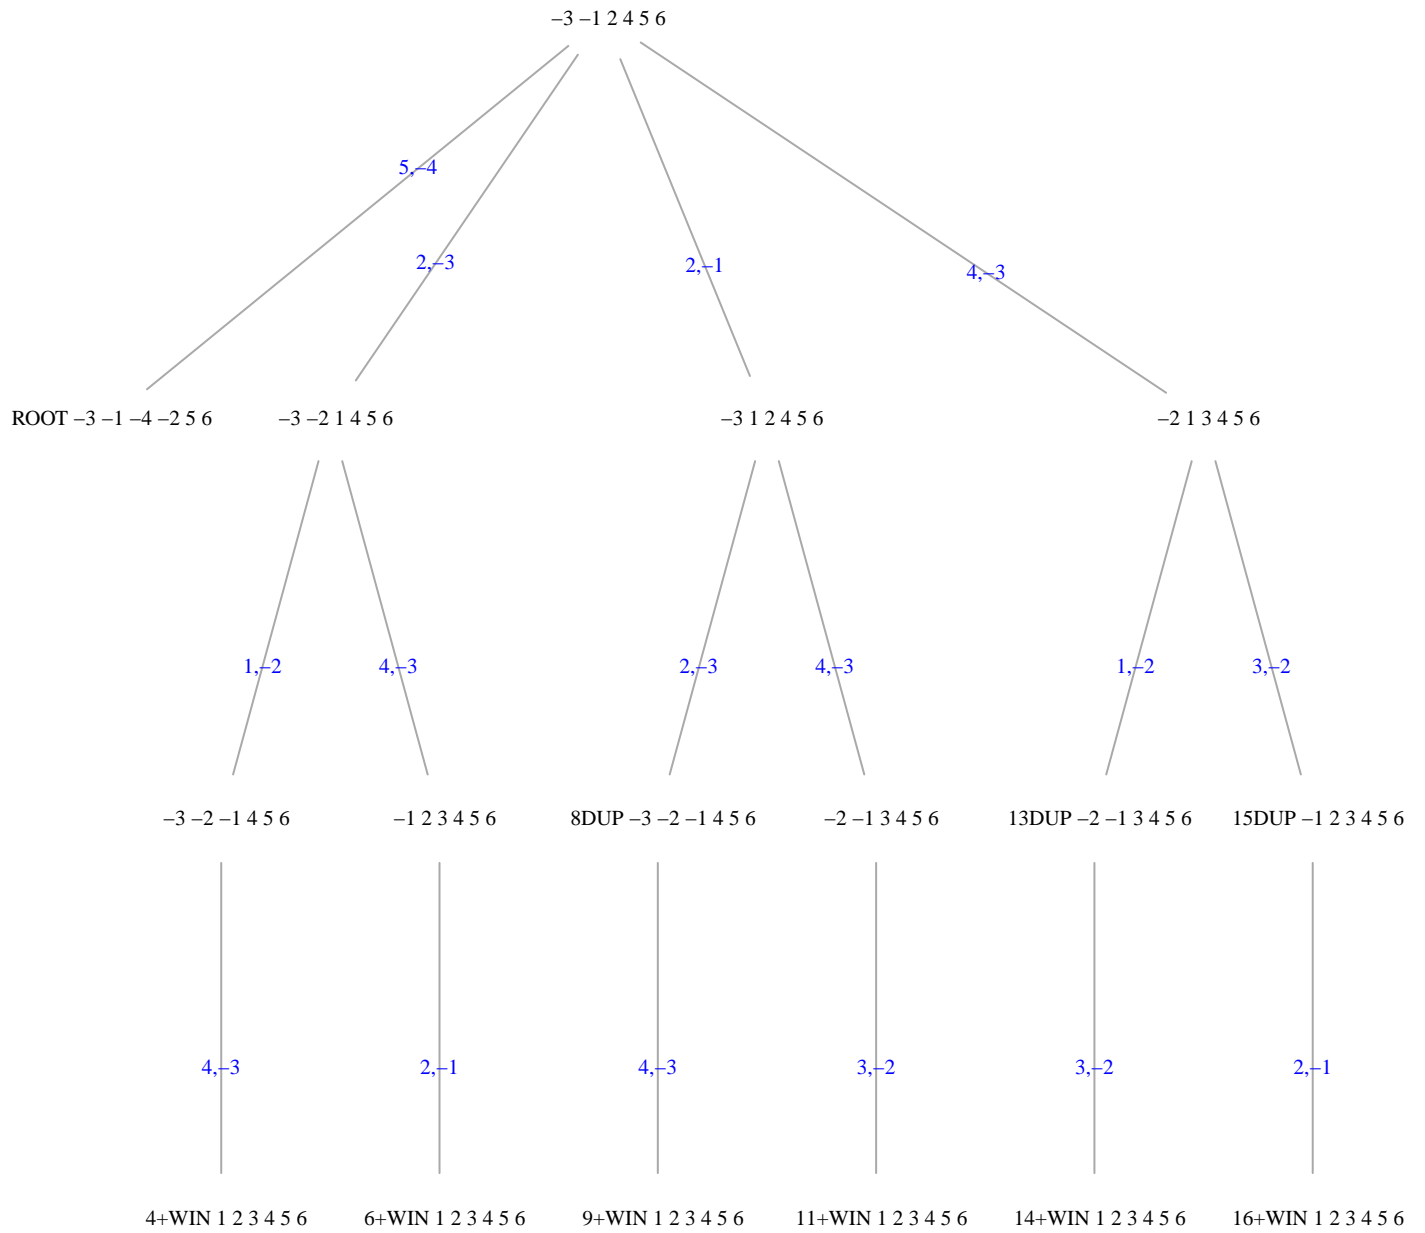 –3 –1 2 4 5 6
5,–4
2,–3
2,–1
4,–3
ROOT –3 –1 –4 –2 5 6
–3 –2 1 4 5 6
–3 1 2 4 5 6
–2 1 3 4 5 6
1,–2
4,–3
2,–3
4,–3
1,–2
3,–2
–3 –2 –1 4 5 6
–1 2 3 4 5 6
8DUP –3 –2 –1 4 5 6
–2 –1 3 4 5 6
13DUP –2 –1 3 4 5 6
15DUP –1 2 3 4 5 6
4,–3
2,–1
4,–3
3,–2
3,–2
2,–1
4+WIN 1 2 3 4 5 6
6+WIN 1 2 3 4 5 6
9+WIN 1 2 3 4 5 6
11+WIN 1 2 3 4 5 6
14+WIN 1 2 3 4 5 6
16+WIN 1 2 3 4 5 6